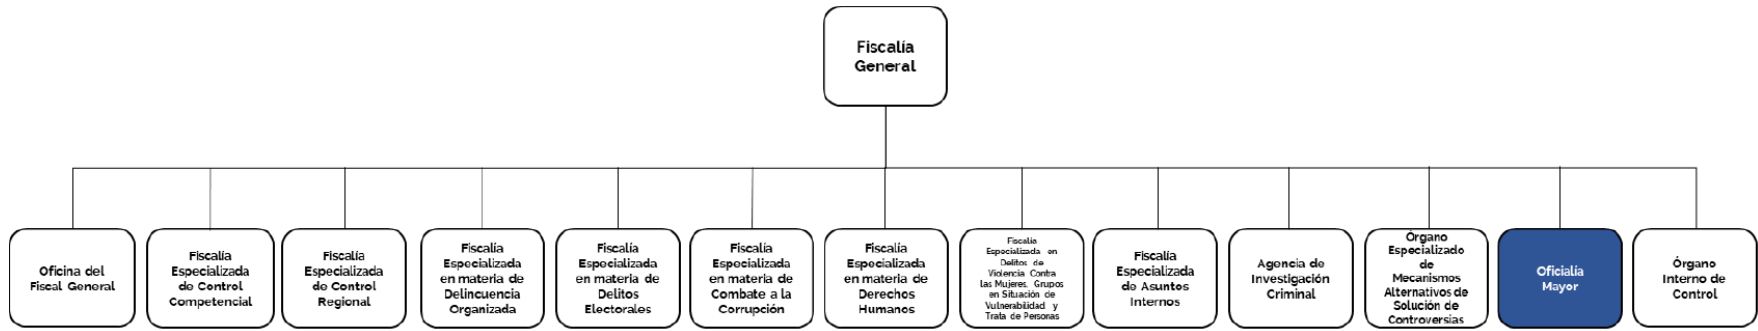 Fiscalía
General
Oficina del
Fiscal General
Fiscalía
Especializada
de Control
Competencial
Fiscalía
Especializada
de Control
Regional
Fiscalía
Especializada
en materia de
Delincuencia
Organizada
Fiscalía
Especializada
en materia de
Delitos
Electorales
Fiscalía
Especializada
en materia de
Combate a la
Corrupción
Fiscalía
Especializada
en materia de
Derechos
Humanos
Fiscalía
Especializada en
Delitos de
Violencia Contra
las Mujeres, Grupos
en Situación de
Vulnerabilidad y
Trata de Personas
Fiscalía
Especializada
de Asuntos
Internos
Agencia de
Investigación
Criminal
Órgano
Especializado
de
Mecanismos
Alternativos de
Solución de
Controversias
Oficialía
Mayor
Órgano
Interno de
Control